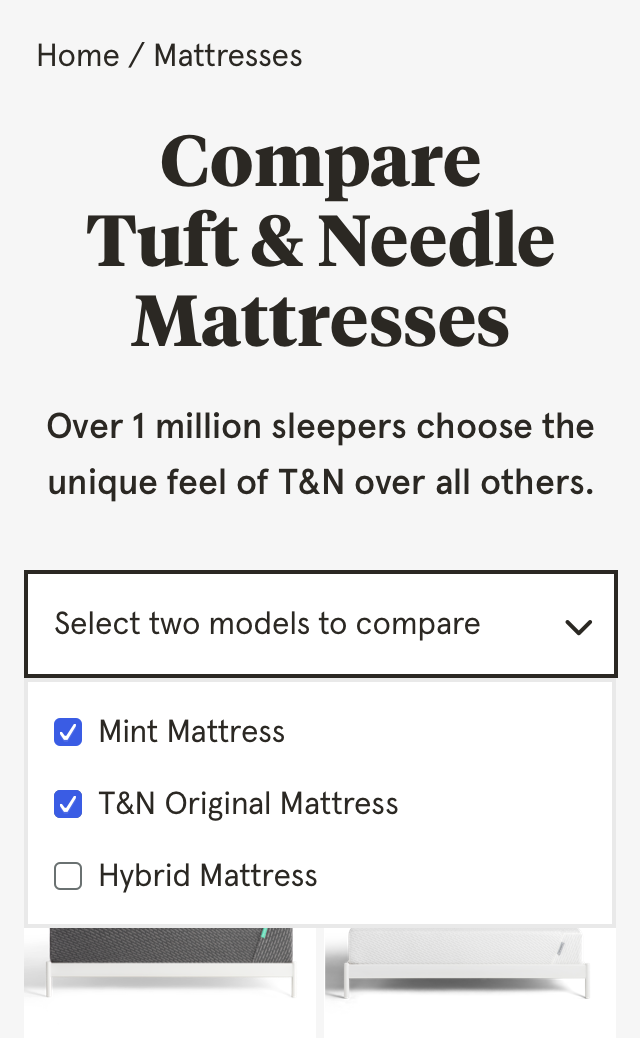 Home / Mattresses
Compare
Tuft & Needle
Mattresses
Over 1 million sleepers choose the
unique feel of T&N over all others.
Select two models to compare
Mint Mattress
T&N Original Mattress
Hybrid Mattress